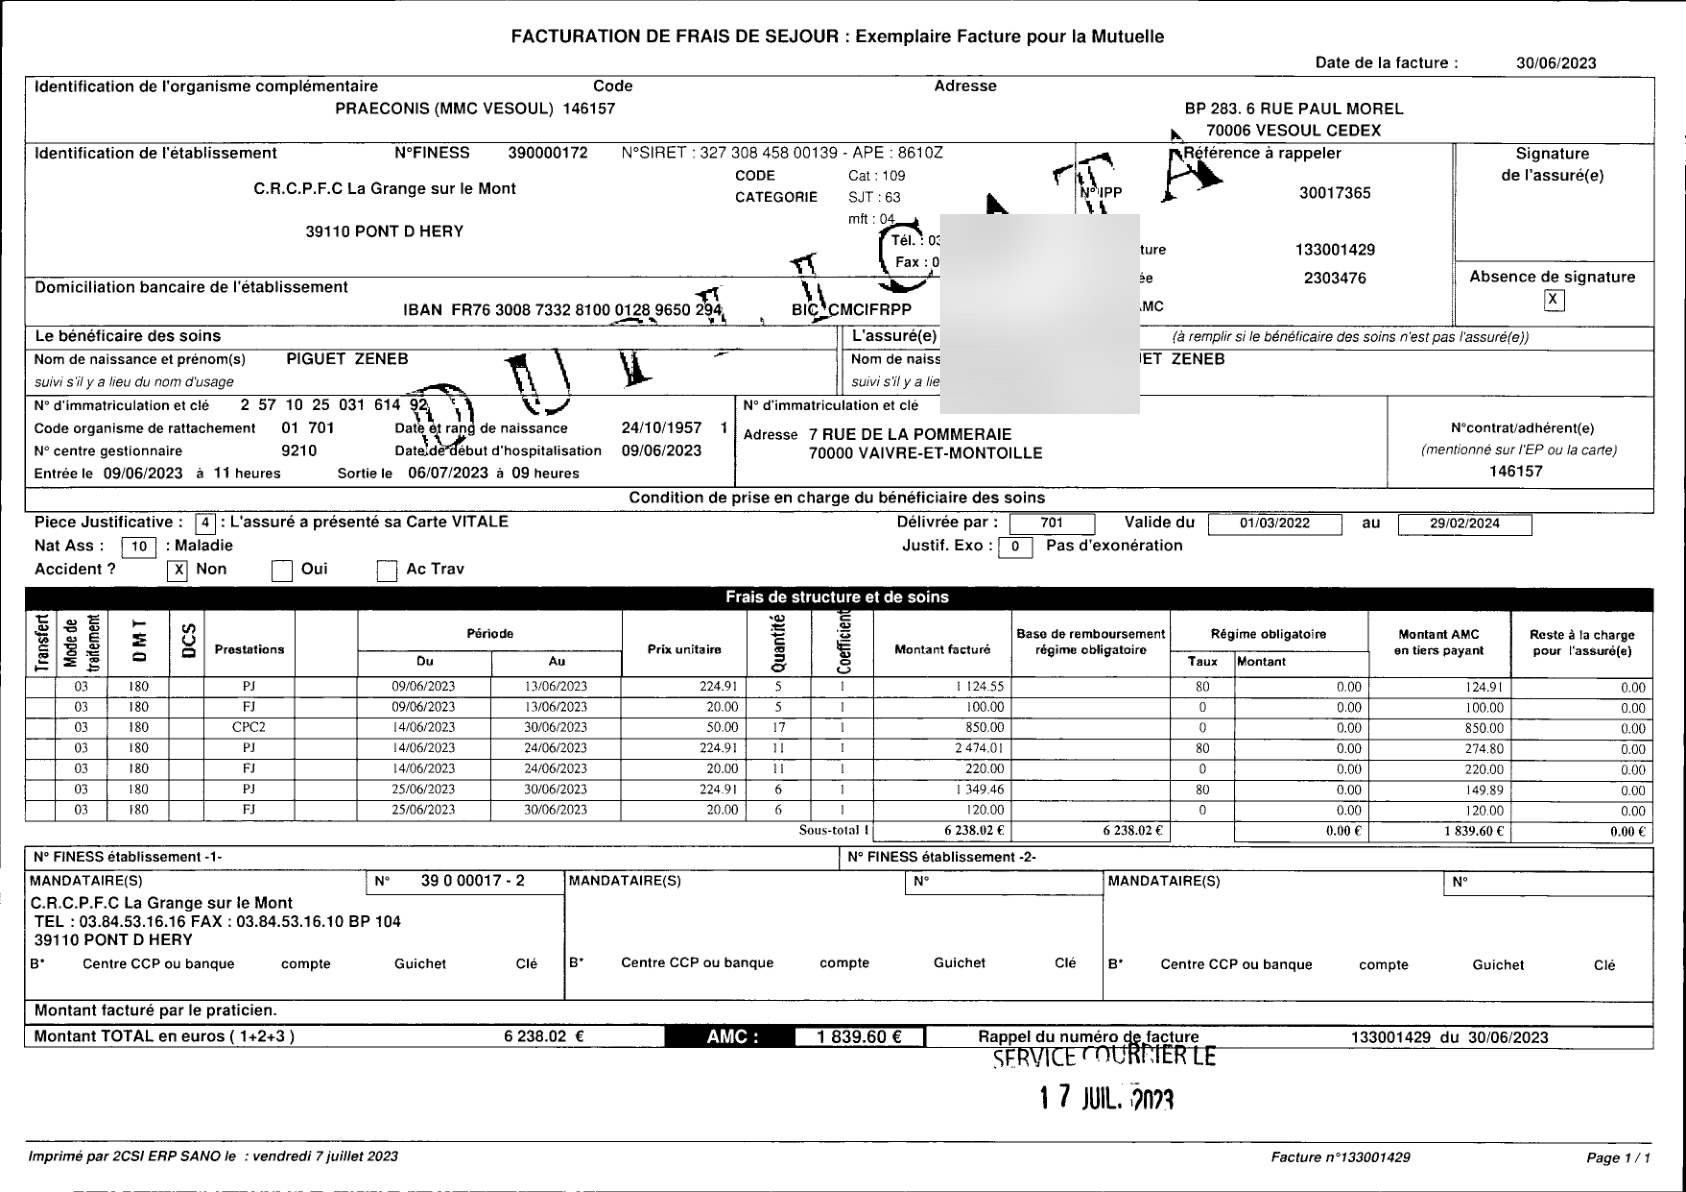 FACTURATION DE FRAIS DE SEJOUR : Exemplaire Facture pour la Mutuelle
Date de la facture : 30/06/2023
Identification de l'organisme complémentaire Code Adresse
PRAECONIS (MMC VESOUL) 146157 BP 283. 6 RUE PAUL MOREL
70006 VESOUL CEDEX
Identification de l'établissement N°FINESS 390000172 N°SIRET : 327 308 458 00139 - APE : 8610Z Référence à rappeler Signature
de l'assuré(e)
CODE Cat : 109
C.R.C.P.F.C La Grange sur le Mont CATEGORIE SJT : 63 N° IPP 30017365
mft : 04
39110 PONT D HERY Tél. : 03 ture 133001429
Fax : 0 ée 2303476 Absence de signature
Domiciliation bancaire de l'établissement X
IBAN FR76 3008 7332 8100 0128 9650 294 BIC CMCIFRPP AMC
DUPLICATA
Le bénéficiaire des soins L'assuré(e) (à remplir si le bénéficiaire des soins n'est pas l'assuré(e))
Nom de naissance et prénom(s) PIGUET ZENEB Nom de naiss ET ZENEB
suivi s'il y a lieu du nom d'usage suivi s'il y a lie
N° d'immatriculation et clé 2 57 10 25 031 614 92 N° d'immatriculation et clé
Code organisme de rattachement 01 701 Date et rang de naissance 24/10/1957 1 Adresse 7 RUE DE LA POMMERAIE N°contrat/adhérent(e)
N° centre gestionnaire 9210 Date de début d'hospitalisation 09/06/2023 70000 VAIVRE-ET-MONTOILLE (mentionné sur l'EP ou la carte)
Entrée le 09/06/2023 à 11 heures Sortie le 06/07/2023 à 09 heures 146157
Condition de prise en charge du bénéficiaire des soins
Piece Justificative : 4 : L'assuré a présenté sa Carte VITALE Délivrée par : 701 Valide du 01/03/2022 au 29/02/2024
Nat Ass : 10 : Maladie Justif. Exo : 0 Pas d'exonération
Accident ? X Non Oui Ac Trav
Frais de structure et de soins
Transfert Mode de traitement DMT DCS Prestations Période Du Au Prix unitaire Quantité Coefficient Montant facturé Base de remboursement régime obligatoire Régime obligatoire Taux Montant Montant AMC en tiers payant Reste à la charge pour l'assuré(e)
03 180 PJ 09/06/2023 13/06/2023 224.91 5 1 1 124.55 80 0.00 124.91 0.00
03 180 FJ 09/06/2023 13/06/2023 20.00 5 1 100.00 0 0.00 100.00 0.00
03 180 CPC2 14/06/2023 30/06/2023 50.00 17 1 850.00 0 0.00 850.00 0.00
03 180 PJ 14/06/2023 24/06/2023 224.91 11 1 2 474.01 80 0.00 274.80 0.00
03 180 FJ 14/06/2023 24/06/2023 20.00 11 1 220.00 0 0.00 220.00 0.00
03 180 PJ 25/06/2023 30/06/2023 224.91 6 1 1 349.46 80 0.00 149.89 0.00
03 180 FJ 25/06/2023 30/06/2023 20.00 6 1 120.00 0 0.00 120.00 0.00
Sous-total 1 6 238.02 € 6 238.02 € 0.00 € 1 839.60 € 0.00 €
N° FINESS établissement -1- N° FINESS établissement -2-
MANDATAIRE(S) N° 39 0 00017 - 2 MANDATAIRE(S) N° MANDATAIRE(S) N°
C.R.C.P.F.C La Grange sur le Mont
TEL : 03.84.53.16.16 FAX : 03.84.53.16.10 BP 104
39110 PONT D HERY
B* Centre CCP ou banque compte Guichet Clé B* Centre CCP ou banque compte Guichet Clé B* Centre CCP ou banque compte Guichet Clé
Montant facturé par le praticien.
Montant TOTAL en euros ( 1+2+3 ) 6 238.02 € AMC : 1 839.60 € Rappel du numéro de facture 133001429 du 30/06/2023
SERVICE COURRIER LE
17 JUIL. 2023
Imprimé par 2CSI ERP SANO le : vendredi 7 juillet 2023 Facture n°133001429 Page 1 / 1